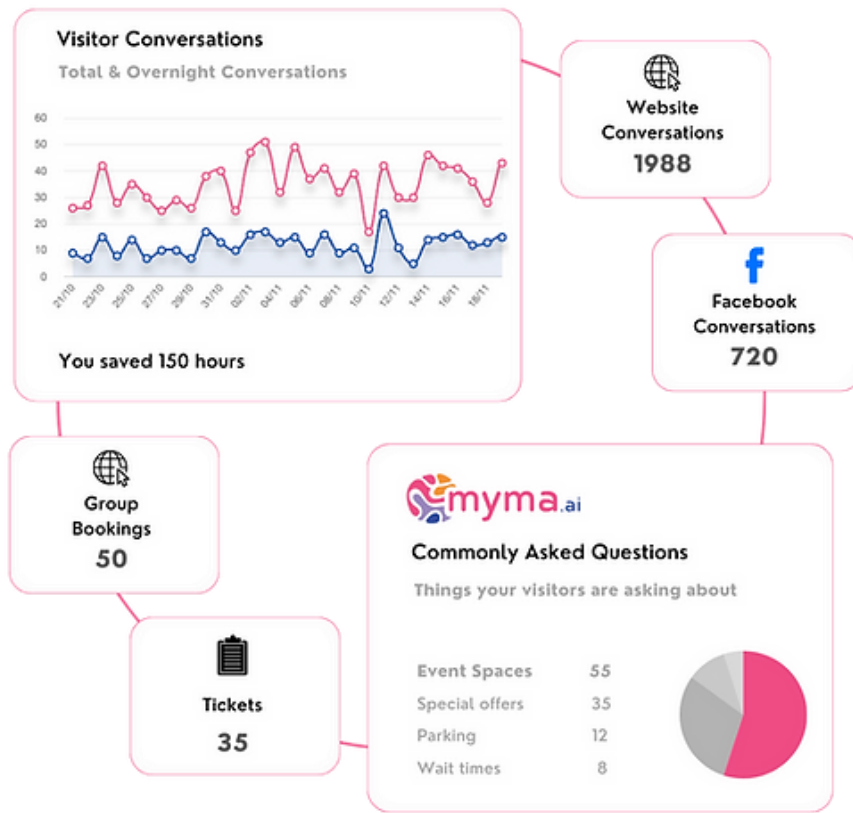 Visitor Conversations
Total & Overnight Conversations
60
50
40
30
20
10
0
21/10 23/10 25/10 27/10 29/10 31/10 02/11 04/11 06/11 08/11 10/11 12/11 14/11 16/11 18/11
You saved 150 hours
Website
Conversations
1988
Facebook
Conversations
720
Group
Bookings
50
Tickets
35
myma.ai
Commonly Asked Questions
Things your visitors are asking about
Event Spaces 55
Special offers 35
Parking 12
Wait times 8